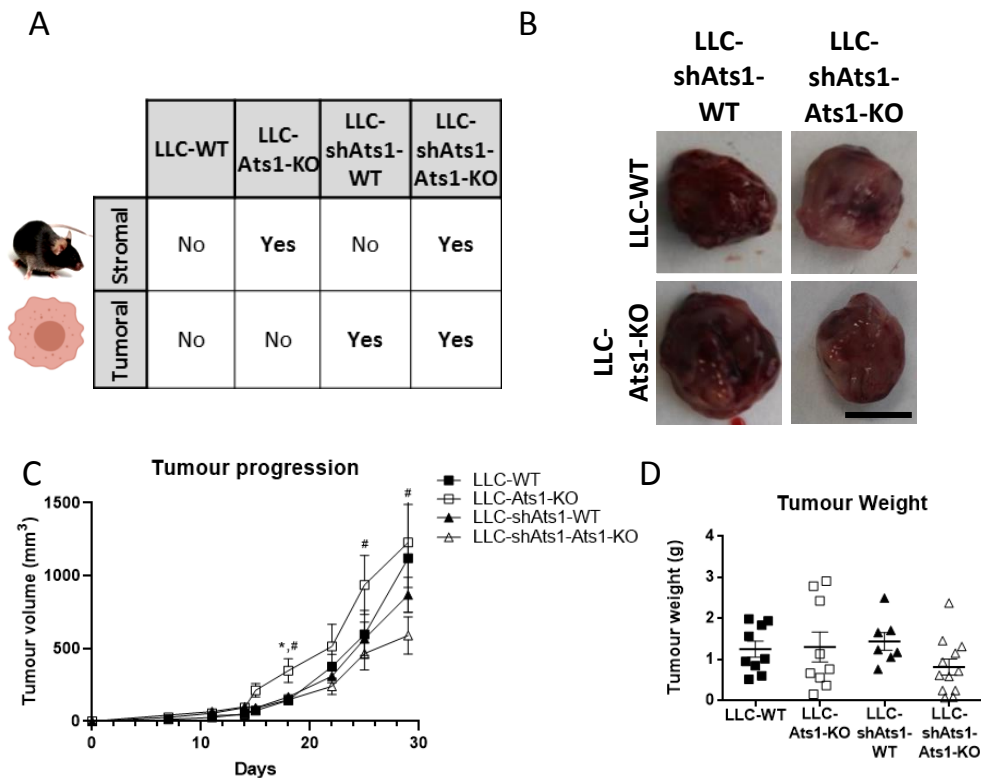 A
LLC-WT
LLC-
Ats1-KO
LLC-
shAts1-
WT
LLC-
shAts1-
Ats1-KO
Stromal
No
Yes
No
Yes
Tumoral
No
No
Yes
Yes
B
LLC-
shAts1-
WT
LLC-
shAts1-
Ats1-KO
LLC-WT
LLC-
Ats1-KO
C
Tumour progression
Tumour volume (mm³)
1500
1000
500
0
0
10
20
30
Days
*,#
#
#
LLC-WT
LLC-Ats1-KO
LLC-shAts1-WT
LLC-shAts1-Ats1-KO
D
Tumour Weight
Tumour weight (g)
4
3
2
1
0
LLC-WT
LLC-
Ats1-KO
LLC-
shAts1-
WT
LLC-
shAts1-
Ats1-KO